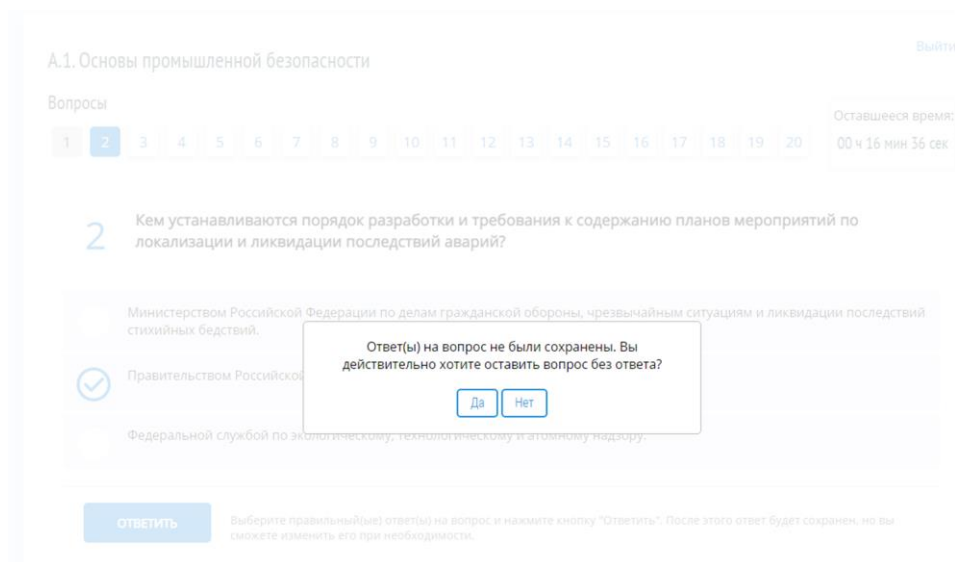 Выйти
А.1. Основы промышленной безопасности
Вопросы
Оставшееся время:
1 2 3 4 5 6 7 8 9 10 11 12 13 14 15 16 17 18 19 20
00 ч 16 мин 36 сек
2
Кем устанавливаются порядок разработки и требования к содержанию планов мероприятий по
локализации и ликвидации последствий аварий?
Министерством Российской Федерации по делам гражданской обороны, чрезвычайным ситуациям и ликвидации последствий
стихийных бедствий.
Ответ(ы) на вопрос не были сохранены. Вы
действительно хотите оставить вопрос без ответа?
Да Нет
Правительством Российской
Федеральной службой по экологическому, технологическому и атомному надзору.
ОТВЕТИТЬ
Выберите правильный(ые) ответ(ы) на вопрос и нажмите кнопку "Ответить". После этого ответ будет сохранен, но вы
сможете изменить его при необходимости.